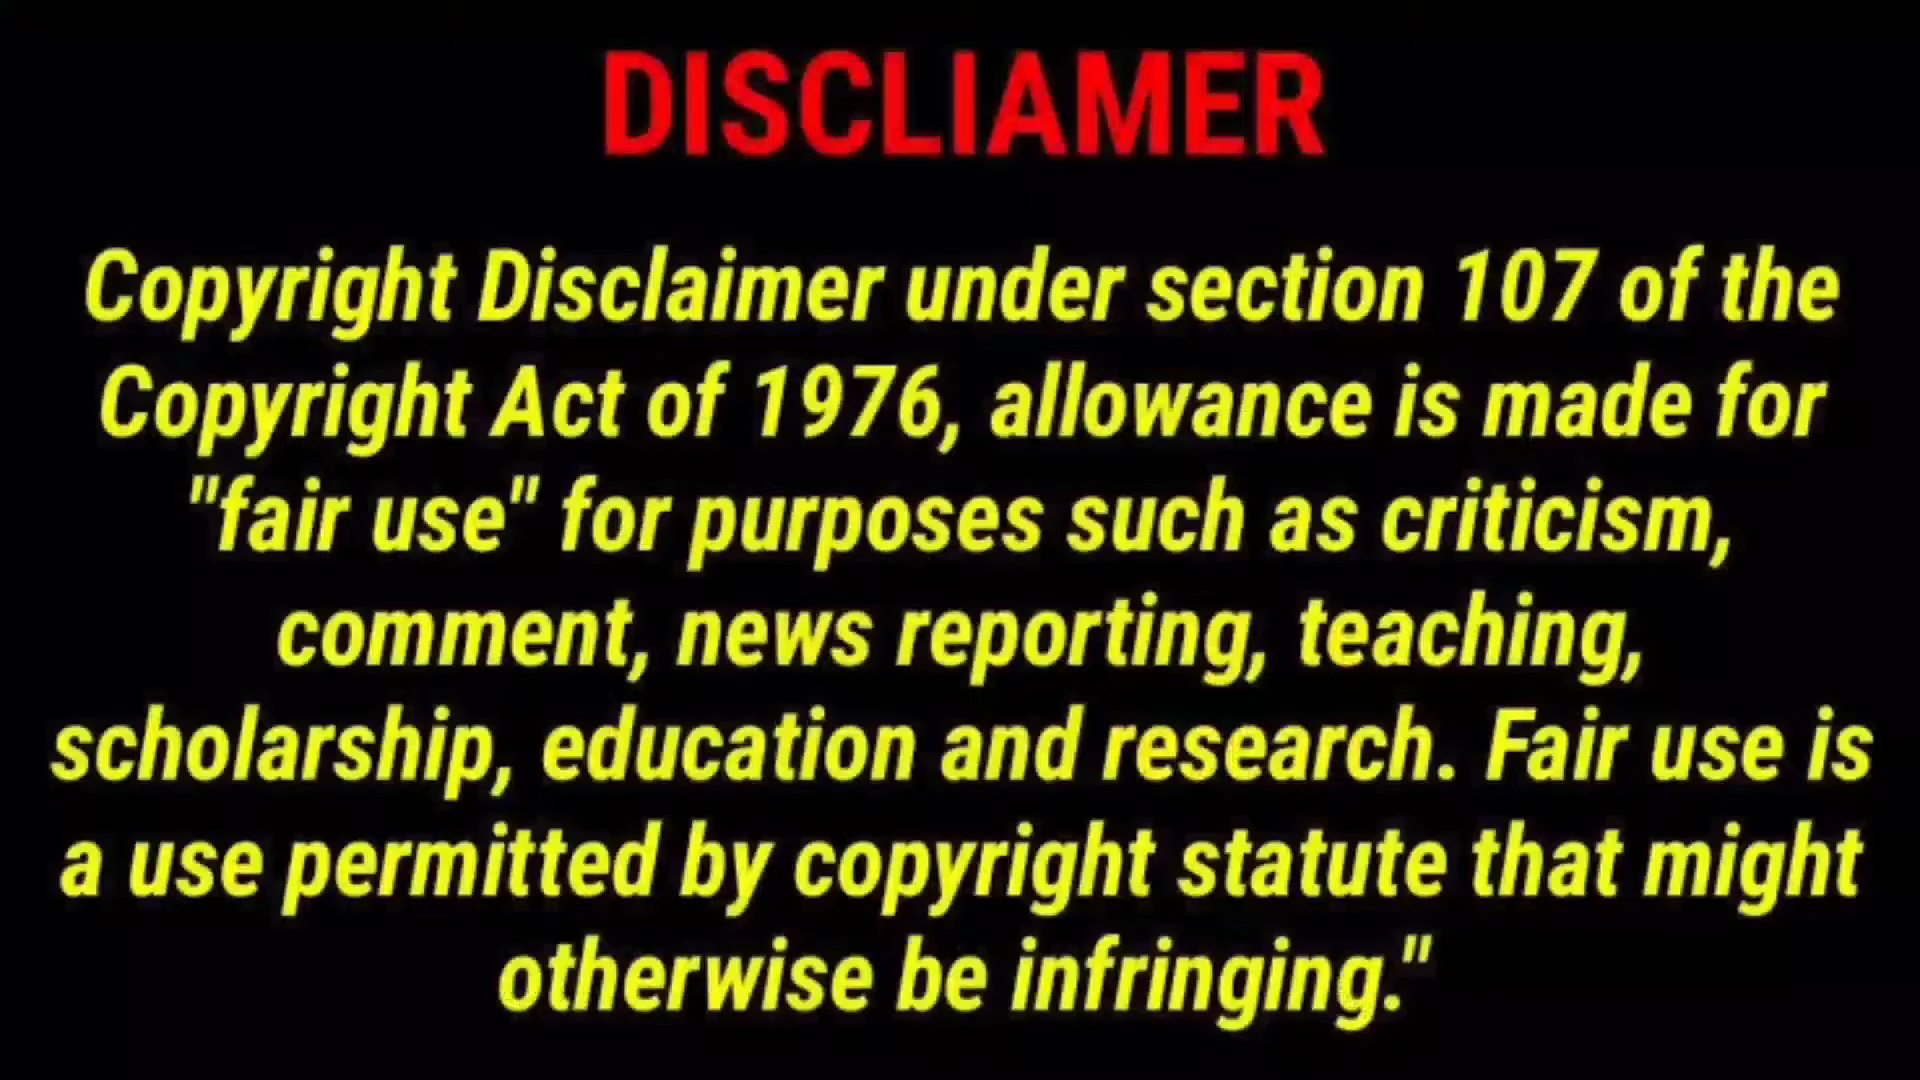 DISCLIAMER
Copyright Disclaimer under section 107 of the
Copyright Act of 1976, allowance is made for
"fair use" for purposes such as criticism,
comment, news reporting, teaching,
scholarship, education and research. Fair use is
a use permitted by copyright statute that might
otherwise be infringing."